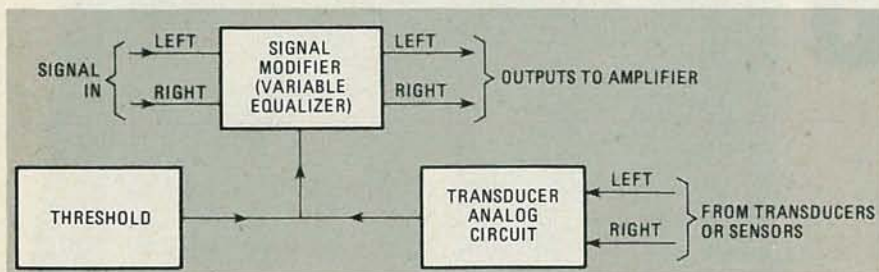 SIGNAL
IN
LEFT
RIGHT
SIGNAL
MODIFIER
(VARIABLE
EQUALIZER)
LEFT
RIGHT
OUTPUTS TO AMPLIFIER
THRESHOLD
TRANSDUCER
ANALOG
CIRCUIT
LEFT
RIGHT
FROM TRANSDUCERS
OR SENSORS